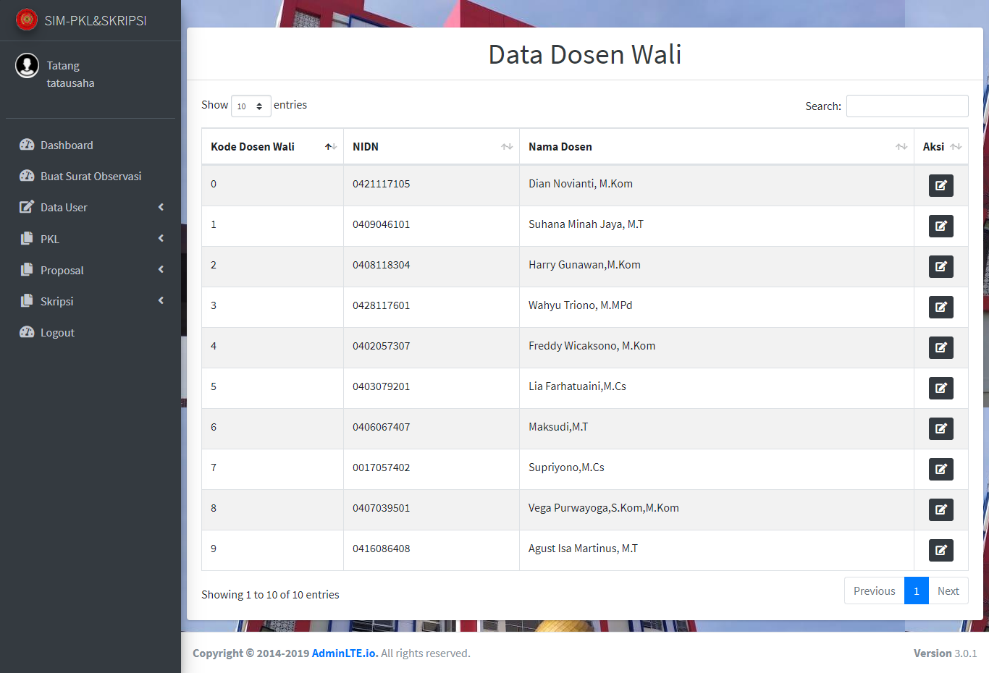 SIM-PKL&SKRIPSI
Tatang
tatausaha
Dashboard
Buat Surat Observasi
Data User
PKL
Proposal
Skripsi
Logout
Data Dosen Wali
Show 10 entries Search:
Kode Dosen Wali NIDN Nama Dosen Aksi
0 0421117105 Dian Novianti, M.Kom
1 0409046101 Suhana Minah Jaya, M.T
2 0408118304 Harry Gunawan,M.Kom
3 0428117601 Wahyu Triono, M.MPd
4 0402057307 Freddy Wicaksono, M.Kom
5 0403079201 Lia Farhatuaini,M.Cs
6 0406067407 Maksudi,M.T
7 0017057402 Supriyono,M.Cs
8 0407039501 Vega Purwayoga,S.Kom,M.Kom
9 0416086408 Agust Isa Martinus, M.T
Showing 1 to 10 of 10 entries Previous 1 Next
Copyright © 2014-2019 AdminLTE.io. All rights reserved. Version 3.0.1